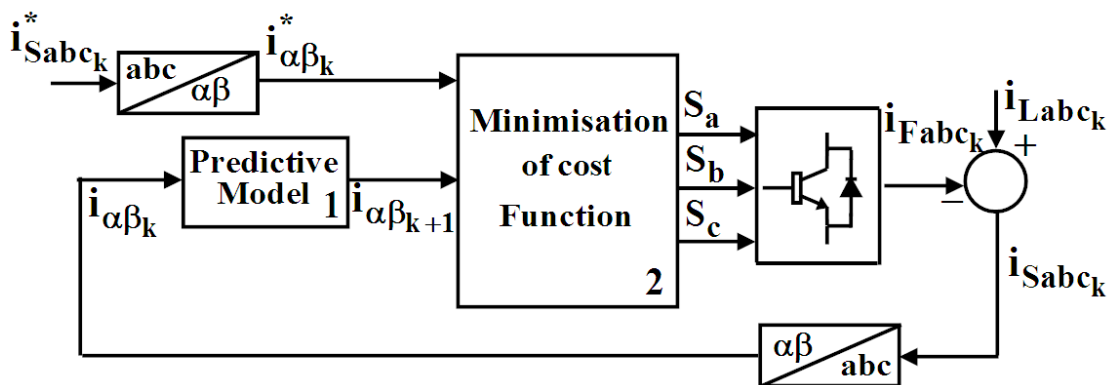 i*Sabck
abc
αβ
i*αβk
Minimisation
of cost
Function
2
Sa
Sb
Sc
iFabck
iLabck
+
−
Predictive
Model 1
iαβk
iαβk+1
iSabck
αβ
abc